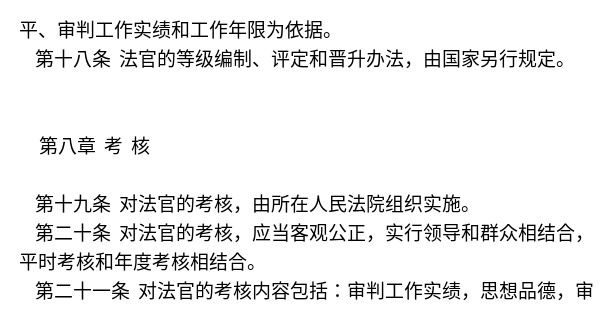 平、审判工作实绩和工作年限为依据。
第十八条 法官的等级编制、评定和晋升办法，由国家另行规定。
第八章 考 核
第十九条 对法官的考核，由所在人民法院组织实施。
第二十条 对法官的考核，应当客观公正，实行领导和群众相结合，
平时考核和年度考核相结合。
第二十一条 对法官的考核内容包括：审判工作实绩，思想品德，审